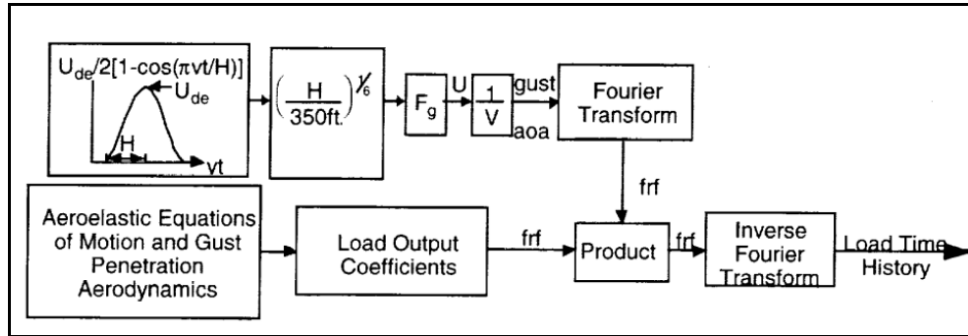 U_de/2[1-cos(πvt/H)]
U_de
H
vt
(H/350ft.)^1/6
F_g
U
1/V
gust
aoa
Fourier
Transform
frf
Aeroelastic Equations
of Motion and Gust
Penetration
Aerodynamics
Load Output
Coefficients
frf
Product
frf
Inverse
Fourier
Transform
Load Time
History